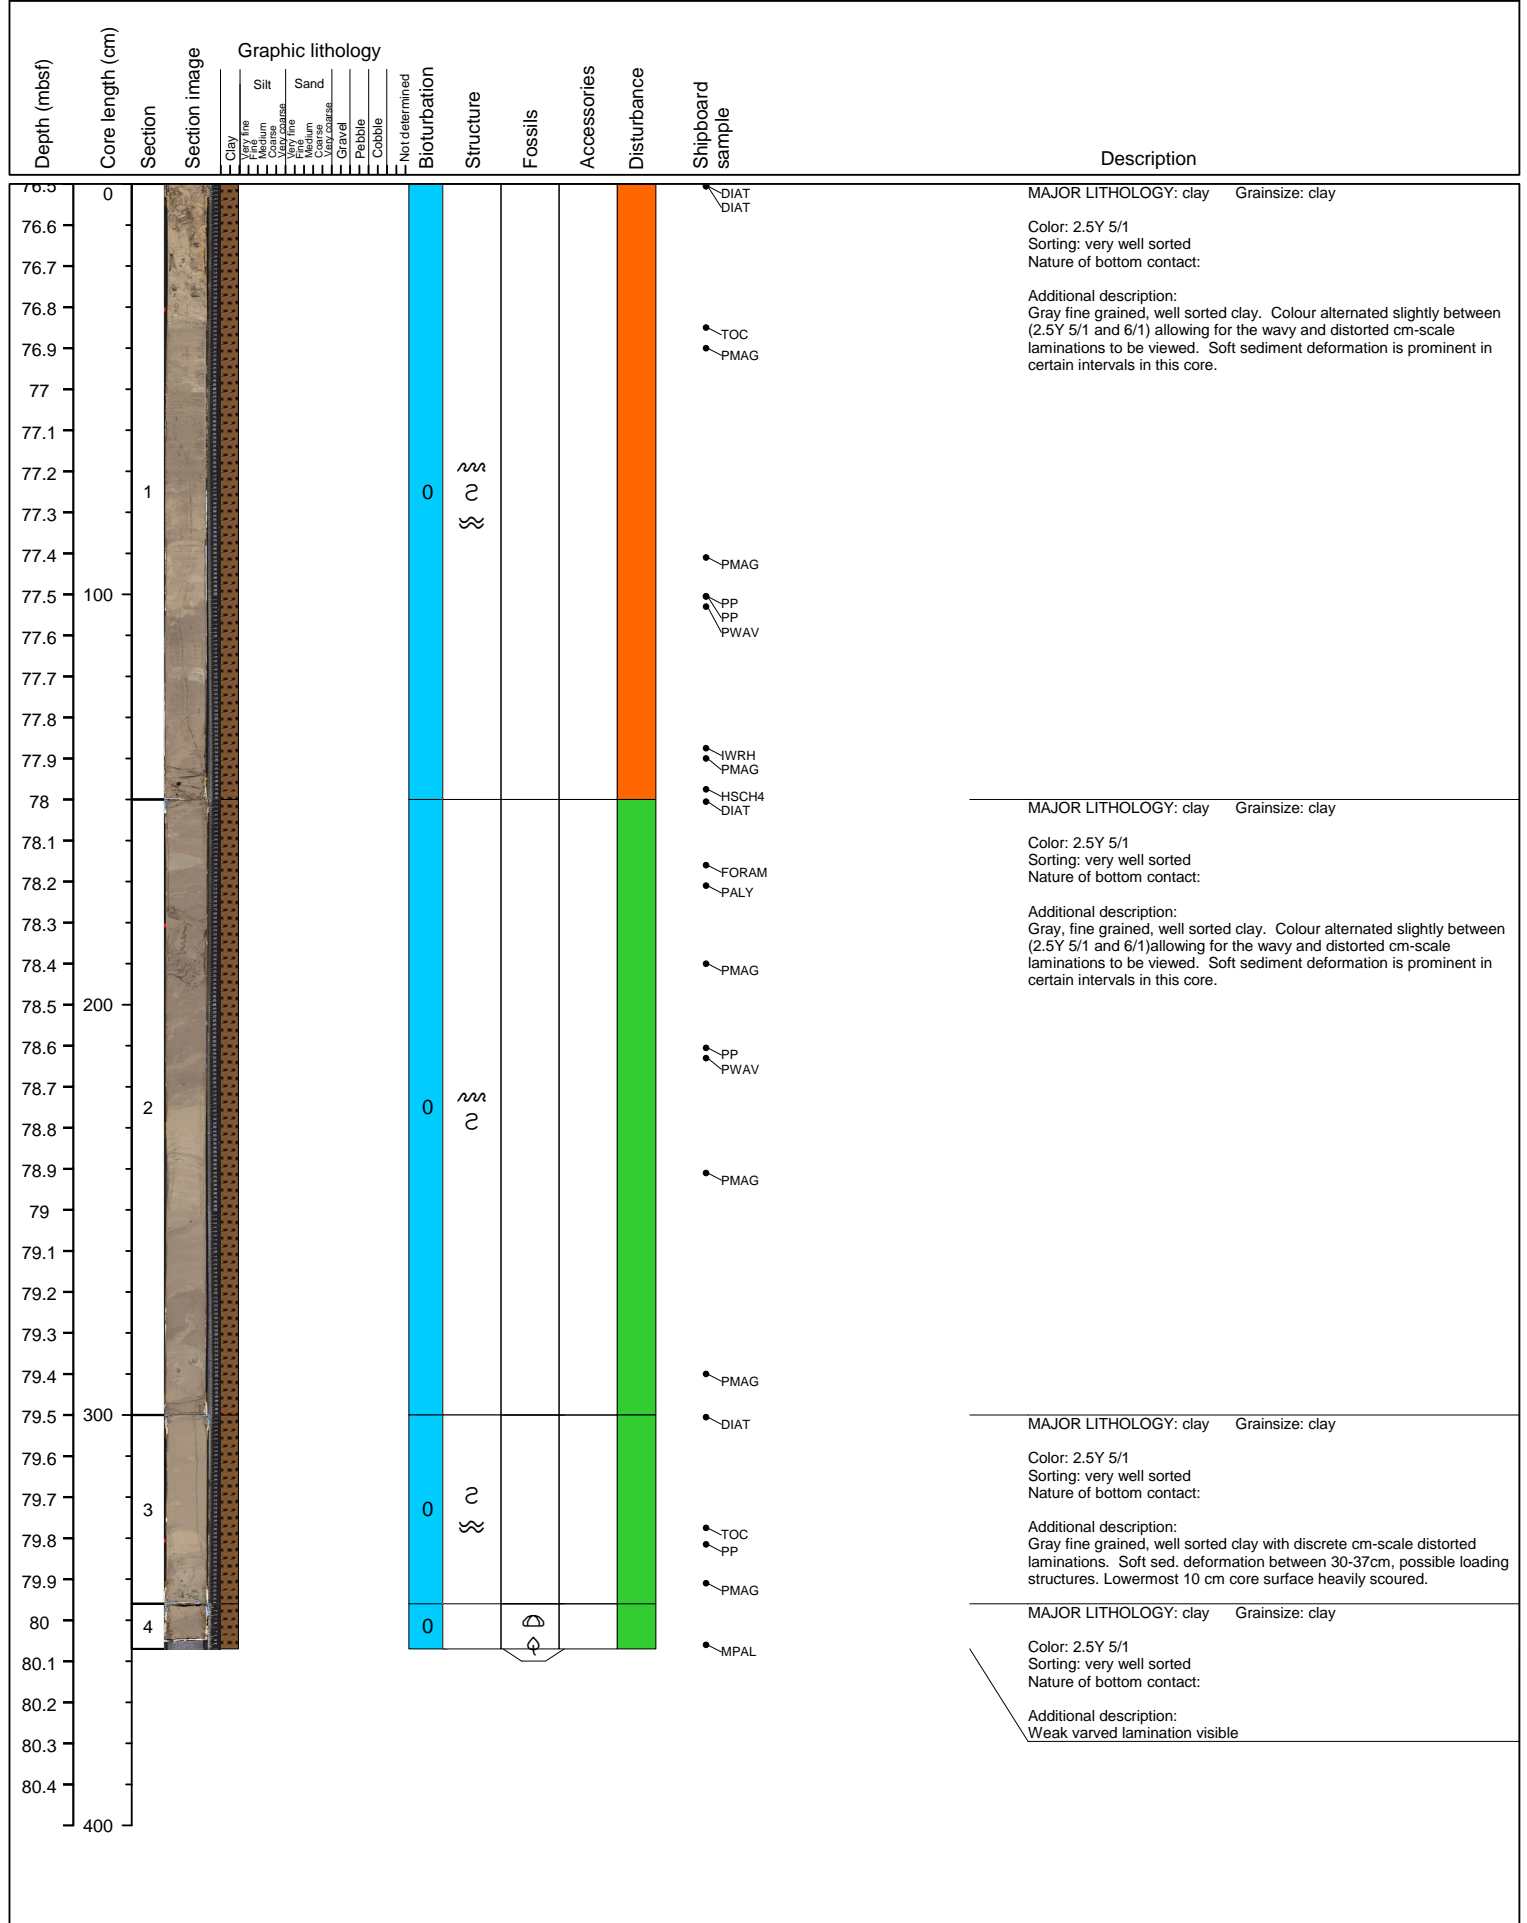 Depth (mbsf)
Core length (cm)
Section
Section image
Graphic lithology
Clay
Silt
Very fine
Fine
Medium
Coarse
Very coarse
Sand
Very fine
Fine
Medium
Coarse
Very coarse
Gravel
Pebble
Cobble
Not determined
Bioturbation
Structure
Fossils
Accessories
Disturbance
Shipboard
sample
Description
76.5
76.6
76.7
76.8
76.9
77
77.1
77.2
77.3
77.4
77.5
77.6
77.7
77.8
77.9
78
78.1
78.2
78.3
78.4
78.5
78.6
78.7
78.8
78.9
79
79.1
79.2
79.3
79.4
79.5
79.6
79.7
79.8
79.9
80
80.1
80.2
80.3
80.4
0
100
200
300
400
1
2
3
4
0
0
0
0
DIAT
DIAT
TOC
PMAG
PMAG
PP
PP
PWAV
IWRH
PMAG
HSCH4
DIAT
FORAM
PALY
PMAG
PP
PWAV
PMAG
PMAG
DIAT
TOC
PP
PMAG
MPAL
MAJOR LITHOLOGY: clay Grainsize: clay
Color: 2.5Y 5/1
Sorting: very well sorted
Nature of bottom contact:
Additional description:
Gray fine grained, well sorted clay. Colour alternated slightly between
(2.5Y 5/1 and 6/1) allowing for the wavy and distorted cm-scale
laminations to be viewed. Soft sediment deformation is prominent in
certain intervals in this core.
MAJOR LITHOLOGY: clay Grainsize: clay
Color: 2.5Y 5/1
Sorting: very well sorted
Nature of bottom contact:
Additional description:
Gray, fine grained, well sorted clay. Colour alternated slightly between
(2.5Y 5/1 and 6/1)allowing for the wavy and distorted cm-scale
laminations to be viewed. Soft sediment deformation is prominent in
certain intervals in this core.
MAJOR LITHOLOGY: clay Grainsize: clay
Color: 2.5Y 5/1
Sorting: very well sorted
Nature of bottom contact:
Additional description:
Gray fine grained, well sorted clay with discrete cm-scale distorted
laminations. Soft sed. deformation between 30-37cm, possible loading
structures. Lowermost 10 cm core surface heavily scoured.
MAJOR LITHOLOGY: clay Grainsize: clay
Color: 2.5Y 5/1
Sorting: very well sorted
Nature of bottom contact:
Additional description:
Weak varved lamination visible